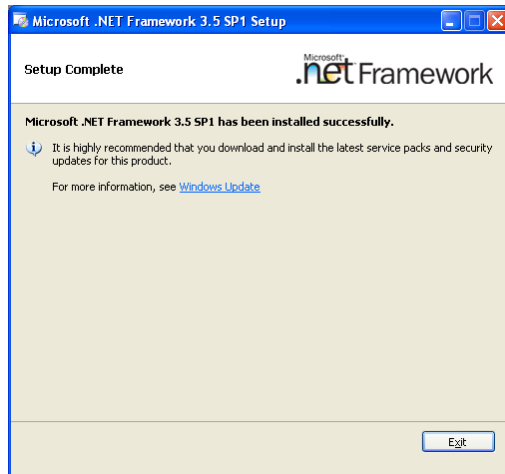 Microsoft .NET Framework 3.5 SP1 Setup
Setup Complete
Microsoft
.net Framework
Microsoft .NET Framework 3.5 SP1 has been installed successfully.
It is highly recommended that you download and install the latest service packs and security
updates for this product.
For more information, see Windows Update
Exit